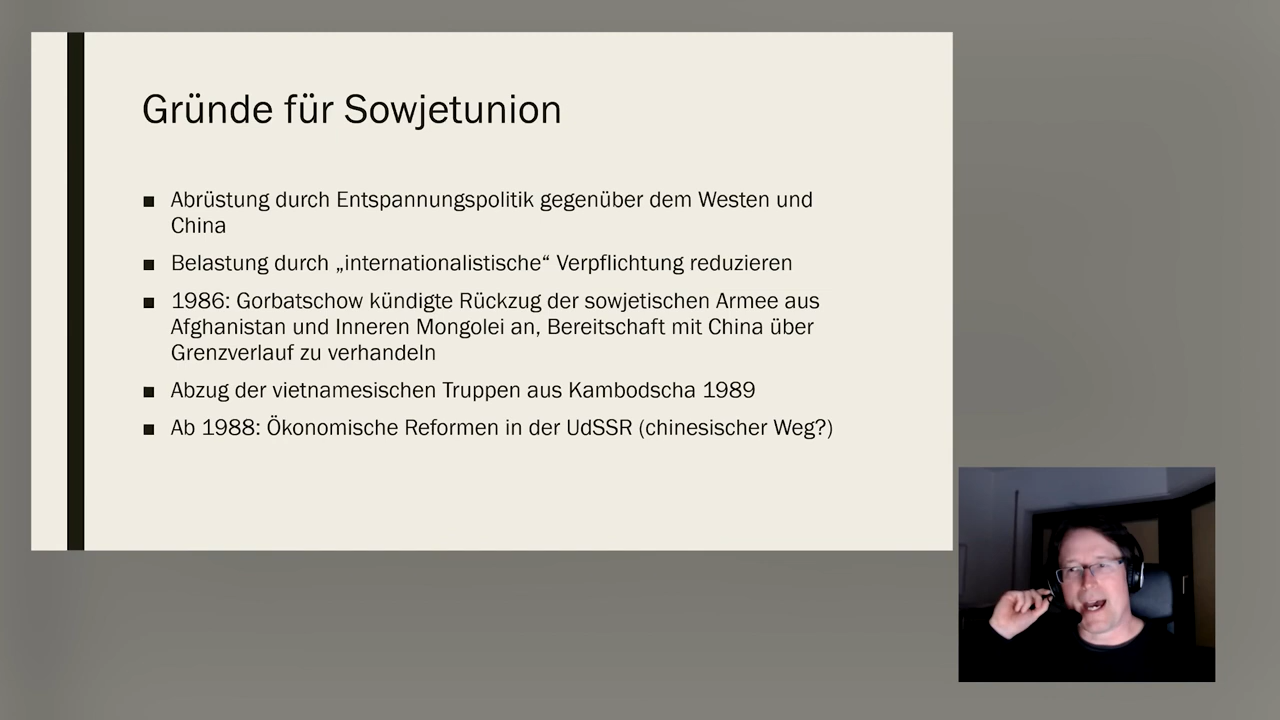 Gründe für Sowjetunion
■ Abrüstung durch Entspannungspolitik gegenüber dem Westen und
China
■ Belastung durch „internationalistische“ Verpflichtung reduzieren
■ 1986: Gorbatschow kündigte Rückzug der sowjetischen Armee aus
Afghanistan und Inneren Mongolei an, Bereitschaft mit China über
Grenzverlauf zu verhandeln
■ Abzug der vietnamesischen Truppen aus Kambodscha 1989
■ Ab 1988: Ökonomische Reformen in der UdSSR (chinesischer Weg?)